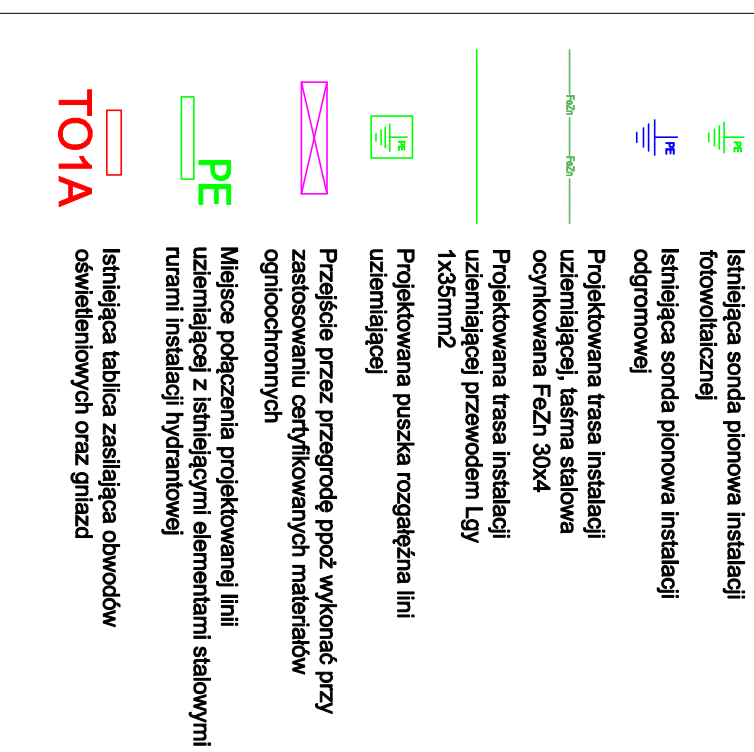 PE
Istniejąca sonda pionowa instalacji
fotowoltaicznej
PE
Istniejąca sonda pionowa instalacji
odgromowej
FeZn FeZn
Projektowana trasa instalacji
uziemiającej, taśma stalowa
ocynkowana FeZn 30x4
Projektowana trasa instalacji
uziemiającej przewodem Lgy
1x35mm2
PE
Projektowana puszka rozgałęźna lini
uziemiającej
Przejście przez przegrodę ppoż wykonać przy
zastosowaniu certyfikowanych materiałów
ognioochronnych
PE
Miejsce połączenia projektowanej linii
uziemiającej z istniejącymi elementami stalowymi
rurami instalacji hydrantowej
TO1A
Istniejąca tablica zasilająca obwodów
oświetleniowych oraz gniazd